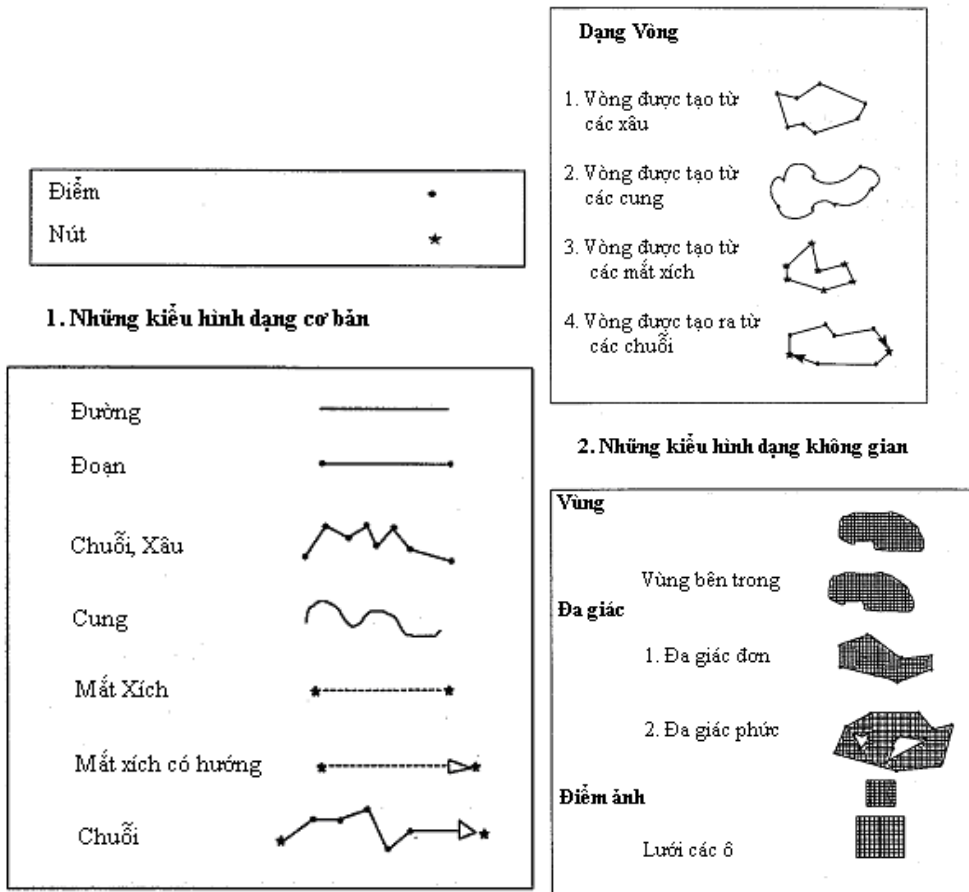 Điểm
Nút
1. Những kiểu hình dạng cơ bản
Đường
Đoạn
Chuỗi, Xâu
Cung
Mắt Xích
Mắt xích có hướng
Chuỗi
Dạng Vòng
1. Vòng được tạo từ
các xâu
2. Vòng được tạo từ
các cung
3. Vòng được tạo từ
các mắt xích
4. Vòng được tạo ra từ
các chuỗi
2. Những kiểu hình dạng không gian
Vùng
Vùng bên trong
Đa giác
1. Đa giác đơn
2. Đa giác phức
Điểm ảnh
Lưới các ô